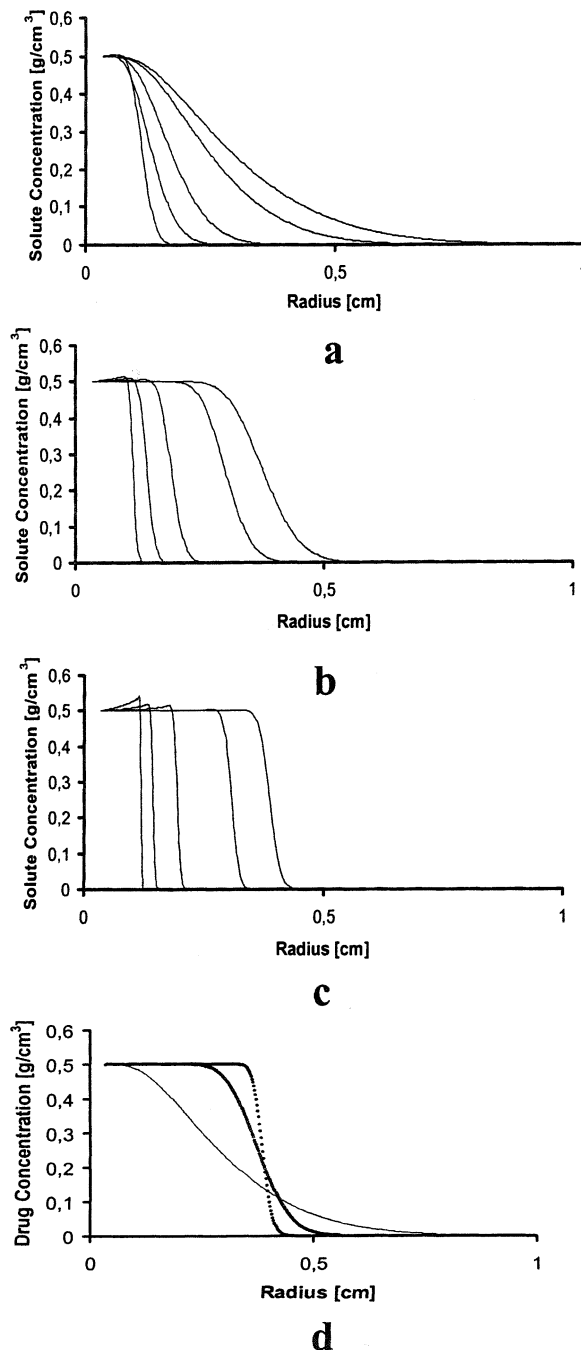 0,6
0,5
0,4
0,3
0,2
0,1
0
Solute Concentration [g/cm³]
0 0,5 1
Radius [cm]
a
0,6
0,5
0,4
0,3
0,2
0,1
0
Solute Concentration [g/cm³]
0 0,5 1
Radius [cm]
b
0,6
0,5
0,4
0,3
0,2
0,1
0
Solute Concentration [g/cm³]
0 0,5 1
Radius [cm]
c
0,6
0,5
0,4
0,3
0,2
0,1
0
Drug Concentration [g/cm³]
0 0,5 1
Radius [cm]
d